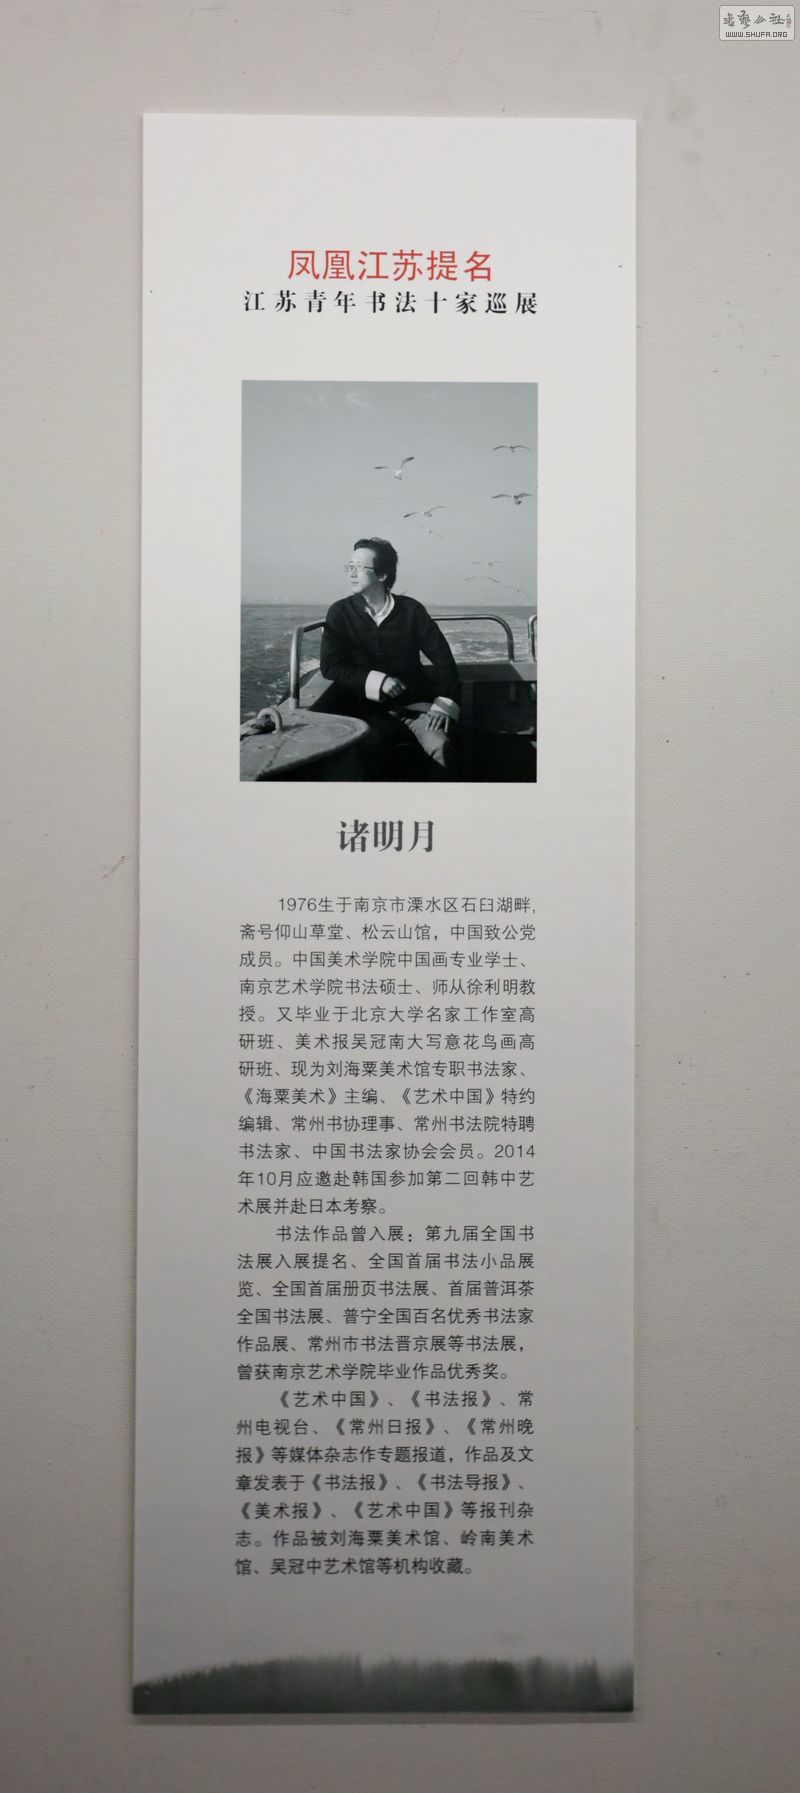 书艺公社
WWW.SHUFA.ORG
凤凰江苏提名
江苏青年书法十家巡展
诸明月
1976生于南京市溧水区石臼湖畔,
斋号仰山草堂、松云山馆，中国致公党
成员。中国美术学院中国画专业学士、
南京艺术学院书法硕士、师从徐利明教
授。又毕业于北京大学名家工作室高
研班、美术报吴冠南大写意花鸟画高
研班、现为刘海粟美术馆专职书法家、
《海粟美术》主编、《艺术中国》特约
编辑、常州书协理事、常州书法院特聘
书法家、中国书法家协会会员。2014
年10月应邀赴韩国参加第二回韩中艺
术展并赴日本考察。
书法作品曾入展：第九届全国书
法展入展提名、全国首届书法小品展
览、全国首届册页书法展、首届普洱茶
全国书法展、普宁全国百名优秀书法家
作品展、常州市书法晋京展等书法展，
曾获南京艺术学院毕业作品优秀奖。
《艺术中国》、《书法报》、常
州电视台、《常州日报》、《常州晚
报》等媒体杂志作专题报道，作品及文
章发表于《书法报》、《书法导报》、
《美术报》、《艺术中国》等报刊杂
志。作品被刘海粟美术馆、岭南美术
馆、吴冠中艺术馆等机构收藏。